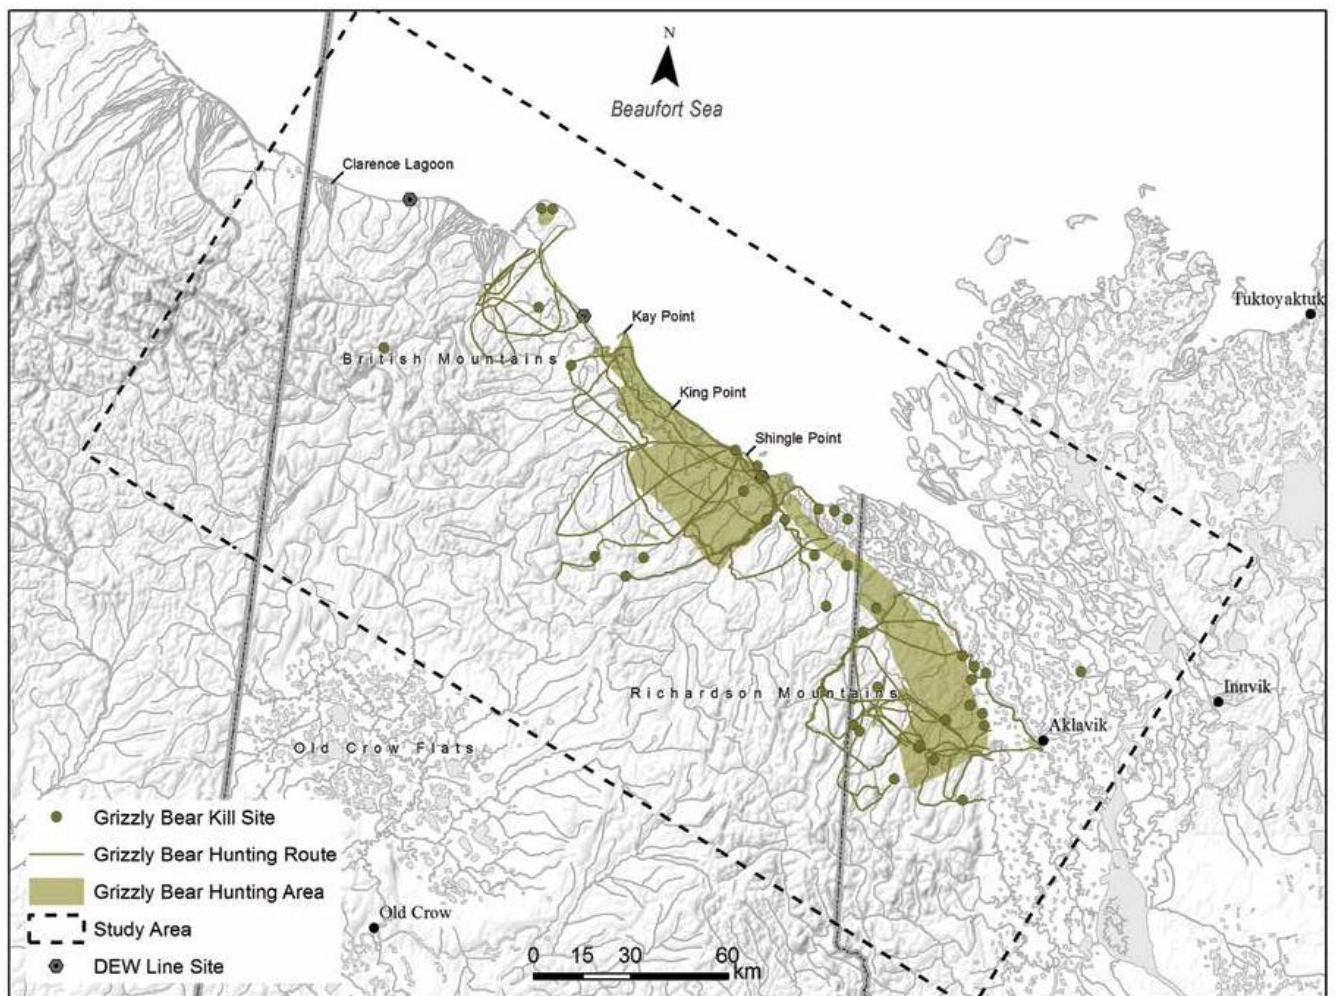 N
Beaufort Sea
Clarence Lagoon
Tuktoyaktuk
Kay Point
British Mountains
King Point
Shingle Point
Richardson Mountains
Inuvik
Aklavik
Old Crow Flats
Grizzly Bear Kill Site
Grizzly Bear Hunting Route
Grizzly Bear Hunting Area
Old Crow
Study Area
DEW Line Site
0 15 30 60
km